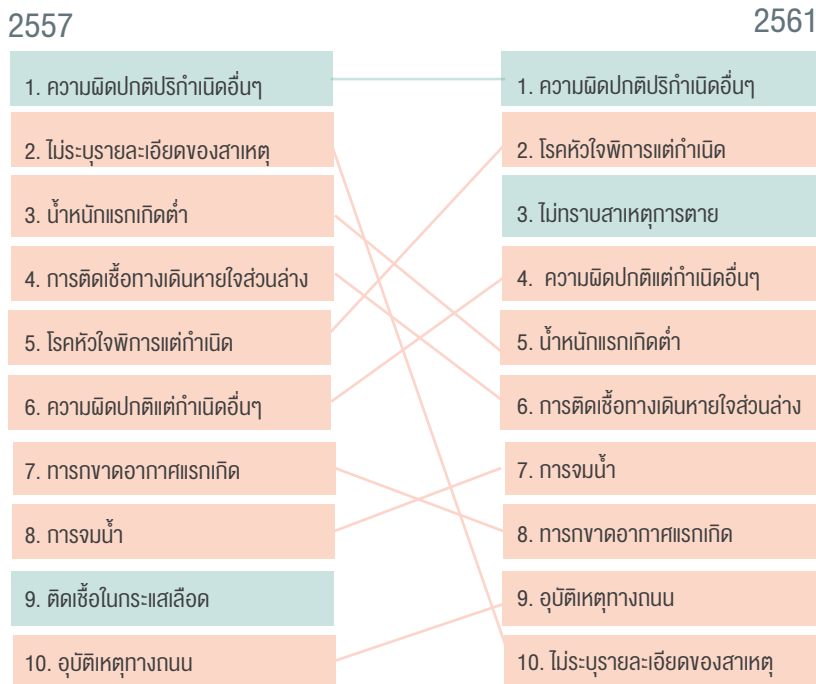 2557
1. ความผิดปกติปริกำเนิดอื่นๆ
2. ไม่ระบุรายละเอียดของสาเหตุ
3. น้ำหนักแรกเกิดต่ำ
4. การติดเชื้อทางเดินหายใจส่วนล่าง
5. โรคหัวใจพิการแต่กำเนิด
6. ความผิดปกติแต่กำเนิดอื่นๆ
7. ทารกขาดอากาศแรกเกิด
8. การจมน้ำ
9. ติดเชื้อในกระแสเลือด
10. อุบัติเหตุทางถนน
2561
1. ความผิดปกติปริกำเนิดอื่นๆ
2. โรคหัวใจพิการแต่กำเนิด
3. ไม่ทราบสาเหตุการตาย
4. ความผิดปกติแต่กำเนิดอื่นๆ
5. น้ำหนักแรกเกิดต่ำ
6. การติดเชื้อทางเดินหายใจส่วนล่าง
7. การจมน้ำ
8. ทารกขาดอากาศแรกเกิด
9. อุบัติเหตุทางถนน
10. ไม่ระบุรายละเอียดของสาเหตุ